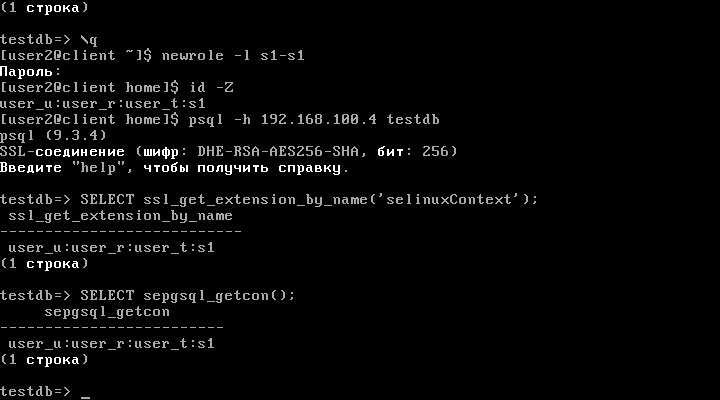 (1 строка)
testdb=> \q
[user2@client ~]$ newrole -l s1-s1
Пароль:
[user2@client home]$ id -Z
user_u:user_r:user_t:s1
[user2@client home]$ psql -h 192.168.100.4 testdb
psql (9.3.4)
SSL-соединение (шифр: DHE-RSA-AES256-SHA, бит: 256)
Введите "help", чтобы получить справку.
testdb=> SELECT ssl_get_extension_by_name('selinuxContext');
ssl_get_extension_by_name
---------------------------
user_u:user_r:user_t:s1
(1 строка)
testdb=> SELECT sepgsql_getcon();
sepgsql_getcon
-------------------------
user_u:user_r:user_t:s1
(1 строка)
testdb=> _